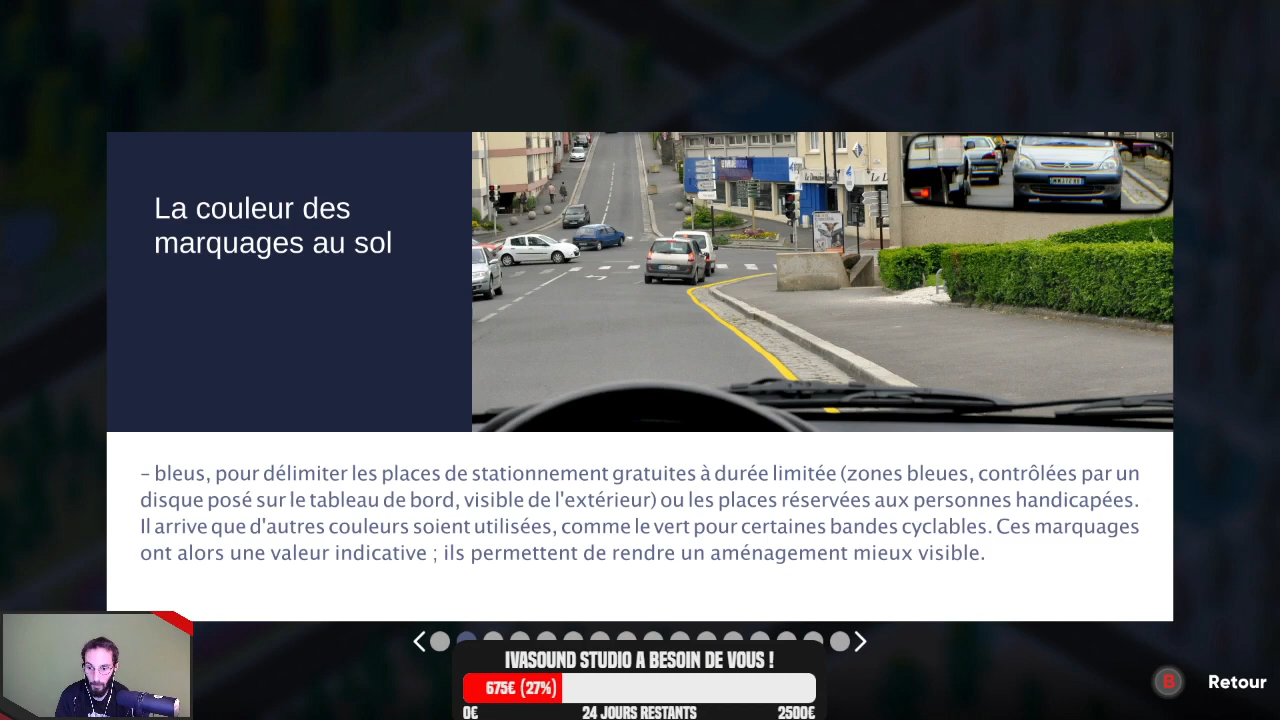 La couleur des
marquages au sol
– bleus, pour délimiter les places de stationnement gratuites à durée limitée (zones bleues, contrôlées par un
disque posé sur le tableau de bord, visible de l'extérieur) ou les places réservées aux personnes handicapées.
Il arrive que d'autres couleurs soient utilisées, comme le vert pour certaines bandes cyclables. Ces marquages
ont alors une valeur indicative ; ils permettent de rendre un aménagement mieux visible.
IVASOUND STUDIO A BESOIN DE VOUS !
675€ (27%)
0€ 24 JOURS RESTANTS 2500€
B Retour